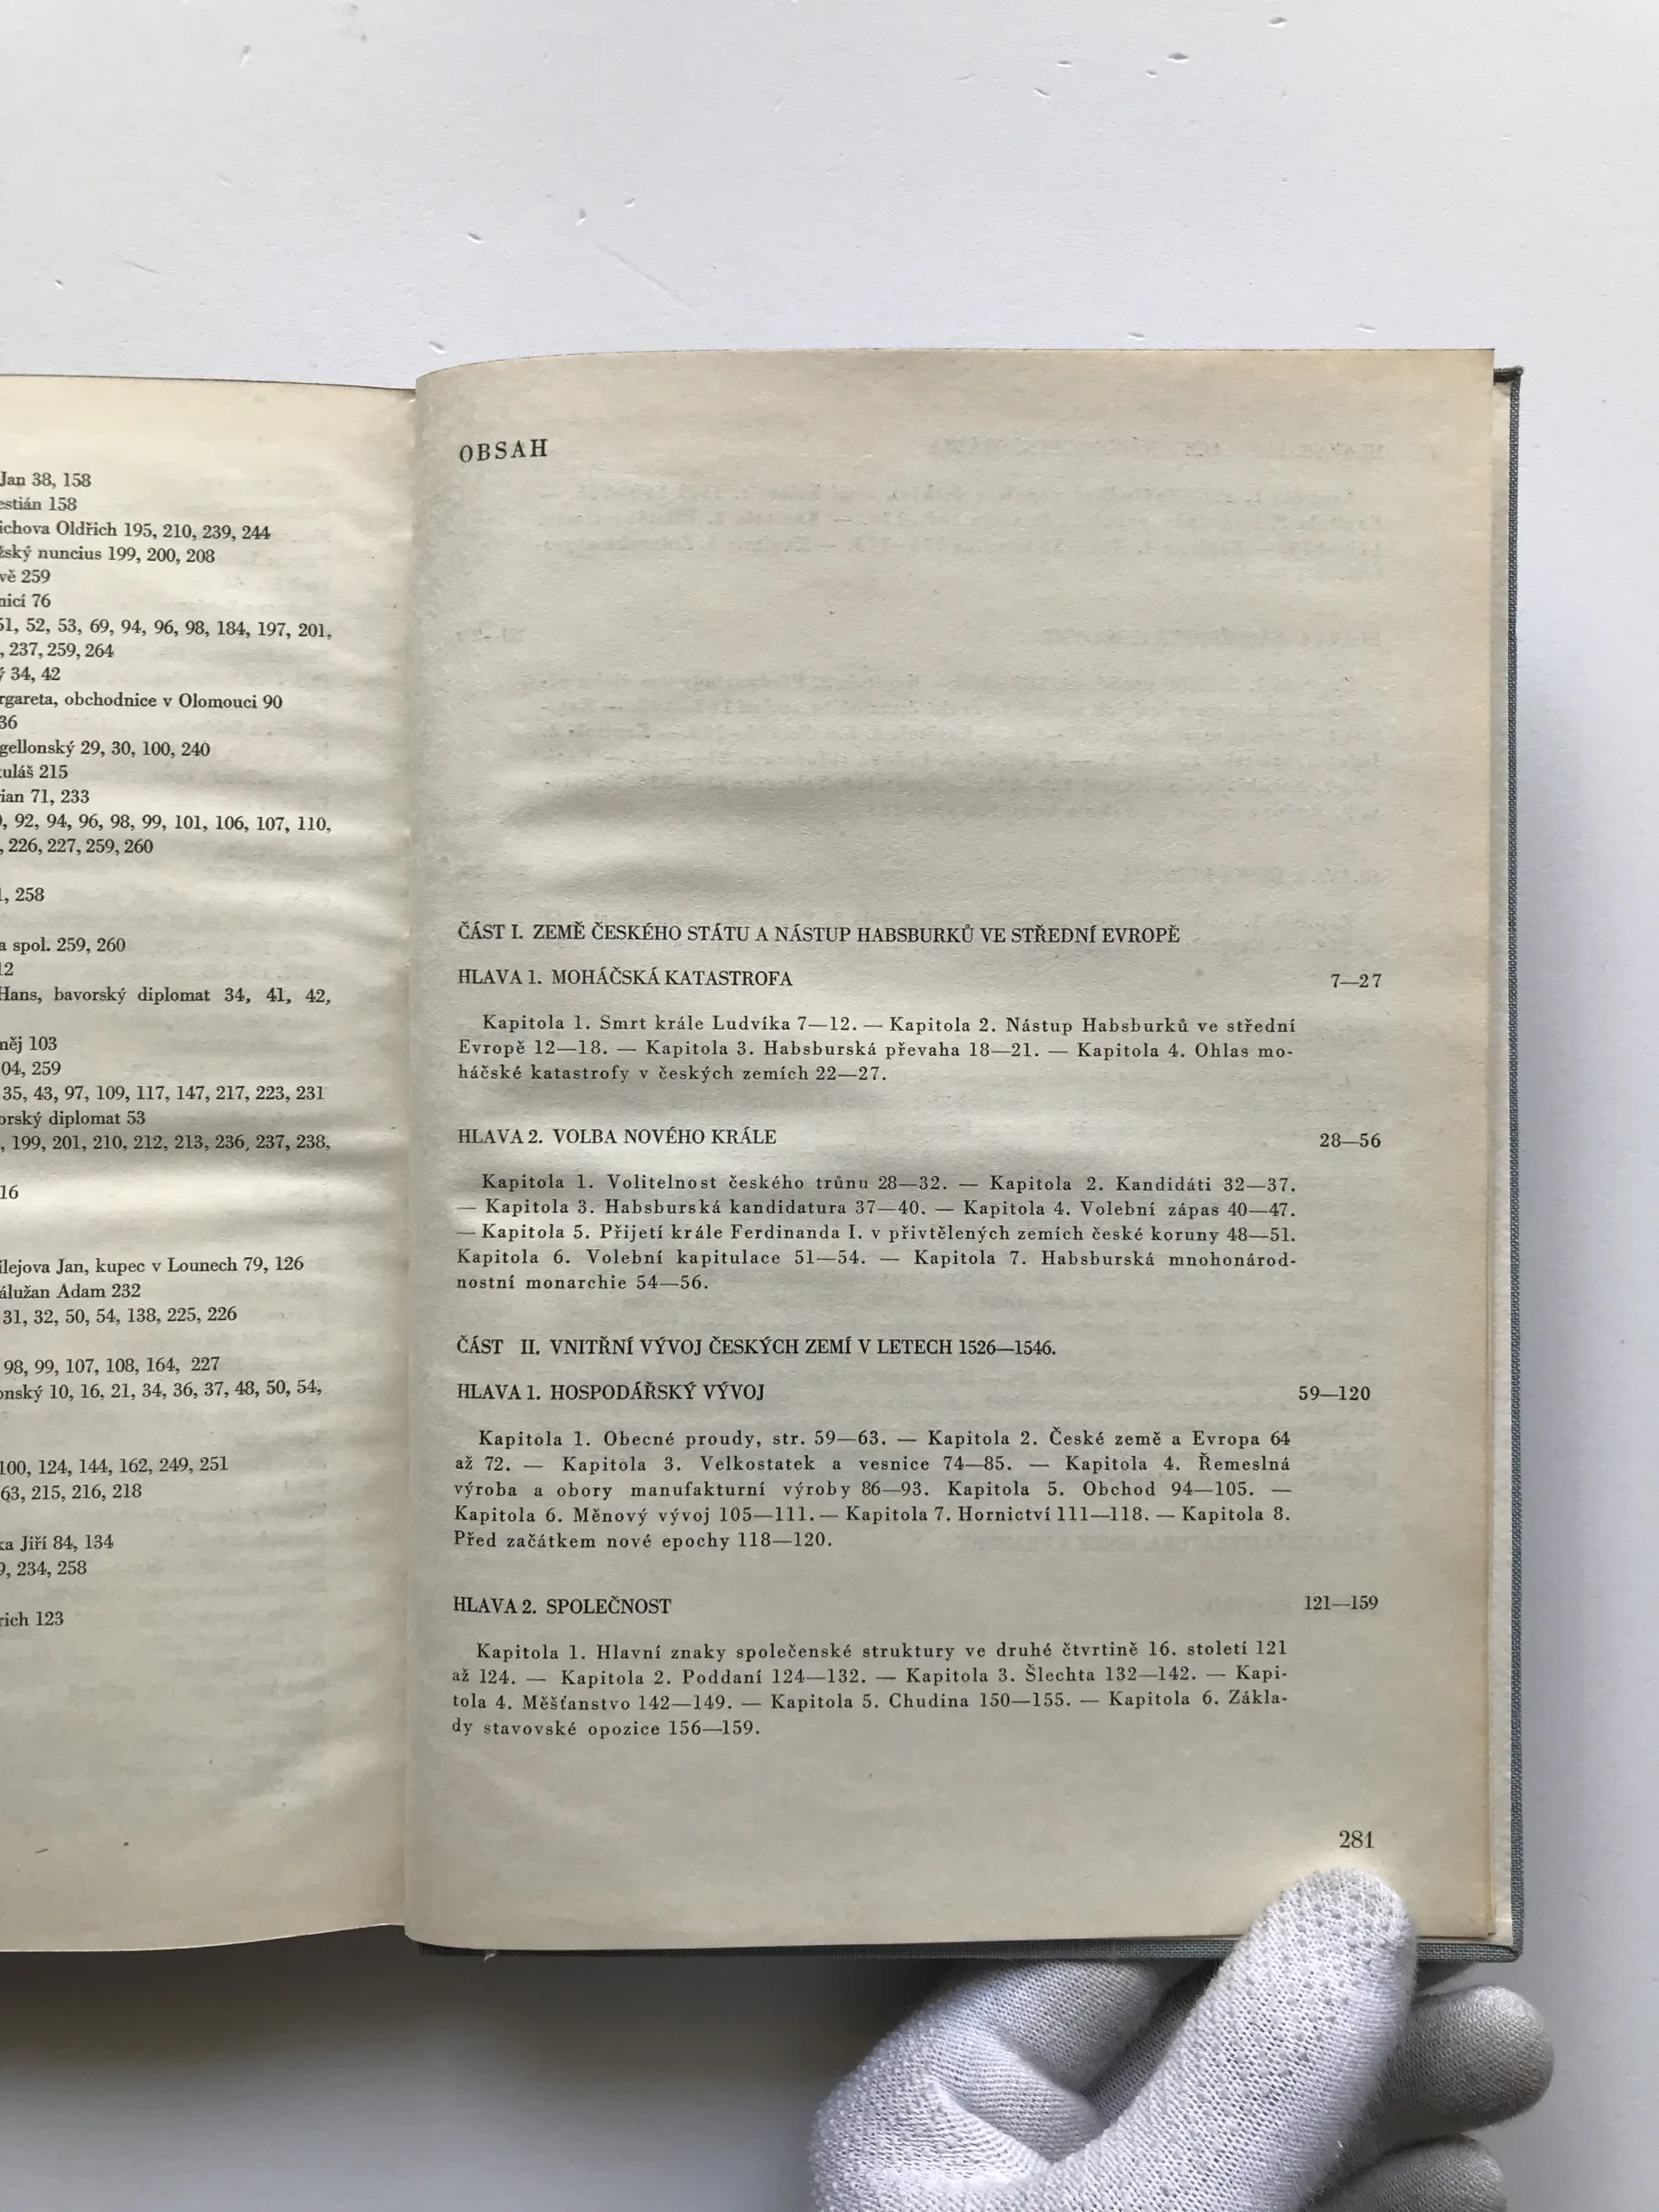 Jan 38, 158
158
Oldřich 195, 210, 239, 244
nuncius 199, 200, 208
259
76
51, 52, 53, 69, 94, 96, 98, 184, 197, 201,
, 237, 259, 264
34, 42
obchodnice v Olomouci 90
36
29, 30, 100, 240
215
71, 233
, 92, 94, 96, 98, 99, 101, 106, 107, 110,
, 226, 227, 259, 260
, 258
a spol. 259, 260
12
Hans, bavorský diplomat 34, 41, 42,
103
04, 259
35, 43, 97, 109, 117, 147, 217, 223, 231
diplomat 53
, 199, 201, 210, 212, 213, 236, 237, 238,
16
Jan, kupec v Lounech 79, 126
Adam 232
31, 32, 50, 54, 138, 225, 226
98, 99, 107, 108, 164, 227
10, 16, 21, 34, 36, 37, 48, 50, 54,
100, 124, 144, 162, 249, 251
63, 215, 216, 218
Jiří 84, 134
, 234, 258
123
OBSAH
ČÁST I. ZEMĚ ČESKÉHO STÁTU A NÁSTUP HABSBURKŮ VE STŘEDNÍ EVROPĚ
HLAVA 1. MOHÁČSKÁ KATASTROFA 7—27
Kapitola 1. Smrt krále Ludvíka 7—12. — Kapitola 2. Nástup Habsburků ve střední
Evropě 12—18. — Kapitola 3. Habsburská převaha 18—21. — Kapitola 4. Ohlas mo-
háčské katastrofy v českých zemích 22—27.
HLAVA 2. VOLBA NOVÉHO KRÁLE 28—56
Kapitola 1. Volitelnost českého trůnu 28—32. — Kapitola 2. Kandidáti 32—37.
— Kapitola 3. Habsburská kandidatura 37—40. — Kapitola 4. Volební zápas 40—47.
— Kapitola 5. Přijetí krále Ferdinanda I. v přivtělených zemích české koruny 48—51.
Kapitola 6. Volební kapitulace 51—54. — Kapitola 7. Habsburská mnohonárod-
nostní monarchie 54—56.
ČÁST II. VNITŘNÍ VÝVOJ ČESKÝCH ZEMÍ V LETECH 1526—1546.
HLAVA 1. HOSPODÁŘSKÝ VÝVOJ 59—120
Kapitola 1. Obecné proudy, str. 59—63. — Kapitola 2. České země a Evropa 64
až 72. — Kapitola 3. Velkostatek a vesnice 74—85. — Kapitola 4. Řemeslná
výroba a obory manufakturní výroby 86—93. Kapitola 5. Obchod 94—105. —
Kapitola 6. Měnový vývoj 105—111. — Kapitola 7. Hornictví 111—118. — Kapitola 8.
Před začátkem nové epochy 118—120.
HLAVA 2. SPOLEČNOST 121—159
Kapitola 1. Hlavní znaky společenské struktury ve druhé čtvrtině 16. století 121
až 124. — Kapitola 2. Poddaní 124—132. — Kapitola 3. Šlechta 132—142. — Kapi-
tola 4. Měšťanstvo 142—149. — Kapitola 5. Chudina 150—155. — Kapitola 6. Zákla-
dy stavovské opozice 156—159.
281